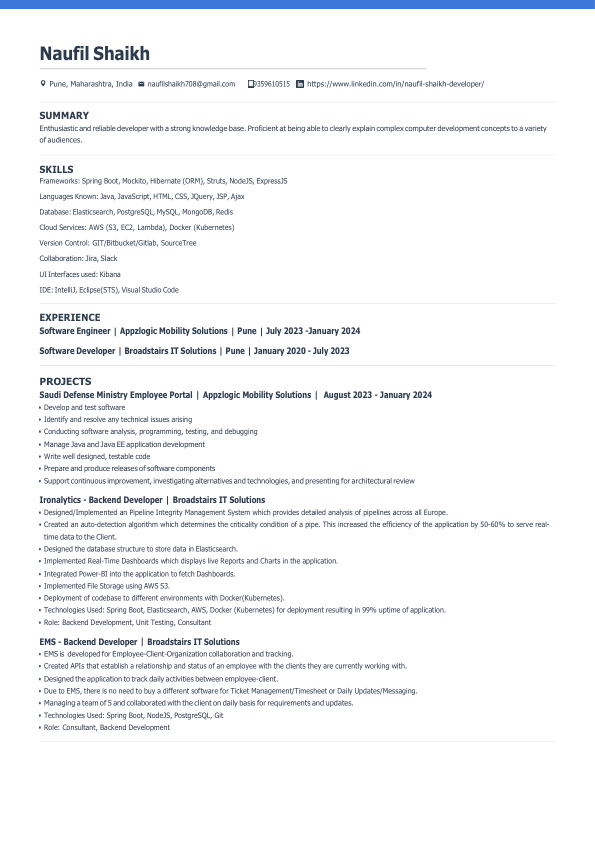 Naufil Shaikh
Pune, Maharashtra, India naufilshaikh708@gmail.com 9359610515 https://www.linkedin.com/in/naufil-shaikh-developer/
SUMMARY
Enthusiastic and reliable developer with a strong knowledge base. Proficient at being able to clearly explain complex computer development concepts to a variety
of audiences.
SKILLS
Frameworks: Spring Boot, Mockito, Hibernate (ORM), Struts, NodeJS, ExpressJS
Languages Known: Java, JavaScript, HTML, CSS, JQuery, JSP, Ajax
Database: Elasticsearch, PostgreSQL, MySQL, MongoDB, Redis
Cloud Services: AWS (S3, EC2, Lambda), Docker (Kubernetes)
Version Control: GIT/Bitbucket/Gitlab, SourceTree
Collaboration: Jira, Slack
UI Interfaces used: Kibana
IDE: IntelliJ, Eclipse(STS), Visual Studio Code
EXPERIENCE
Software Engineer | Appzlogic Mobility Solutions | Pune | July 2023 -January 2024
Software Developer | Broadstairs IT Solutions | Pune | January 2020 - July 2023
PROJECTS
Saudi Defense Ministry Employee Portal | Appzlogic Mobility Solutions | August 2023 - January 2024
• Develop and test software
• Identify and resolve any technical issues arising
• Conducting software analysis, programming, testing, and debugging
• Manage Java and Java EE application development
• Write well designed, testable code
• Prepare and produce releases of software components
• Support continuous improvement, investigating alternatives and technologies, and presenting for architectural review
Ironalytics - Backend Developer | Broadstairs IT Solutions
• Designed/Implemented an Pipeline Integrity Management System which provides detailed analysis of pipelines across all Europe.
• Created an auto-detection algorithm which determines the criticality condition of a pipe. This increased the efficiency of the application by 50-60% to serve real-
time data to the Client.
• Designed the database structure to store data in Elasticsearch.
• Implemented Real-Time Dashboards which displays live Reports and Charts in the application.
• Integrated Power-BI into the application to fetch Dashboards.
• Implemented File Storage using AWS S3.
• Deployment of codebase to different environments with Docker(Kubernetes).
• Technologies Used: Spring Boot, Elasticsearch, AWS, Docker (Kubernetes) for deployment resulting in 99% uptime of application.
• Role: Backend Development, Unit Testing, Consultant
EMS - Backend Developer | Broadstairs IT Solutions
• EMS is developed for Employee-Client-Organization collaboration and tracking.
• Created APIs that establish a relationship and status of an employee with the clients they are currently working with.
• Designed the application to track daily activities between employee-client.
• Due to EMS, there is no need to buy a different software for Ticket Management/Timesheet or Daily Updates/Messaging.
• Managing a team of 5 and collaborated with the client on daily basis for requirements and updates.
• Technologies Used: Spring Boot, NodeJS, PostgreSQL, Git
• Role: Consultant, Backend Development